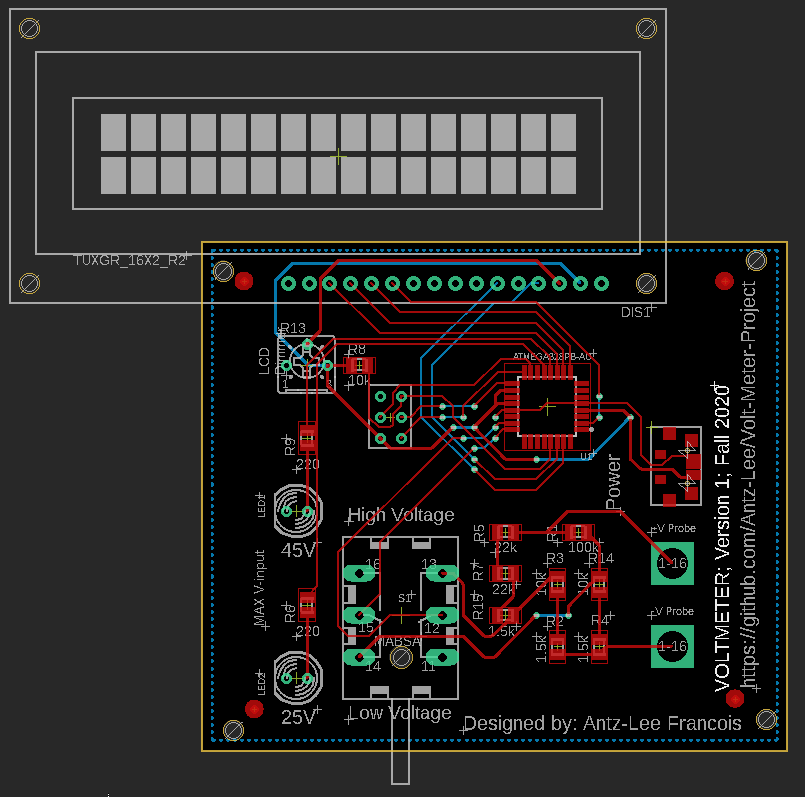 TUXGR_16X2_R2
DIS1
R13
LCD
1
3
R8
10k
ATMEGA328PB-AU
U1
R9
220
LED1
45V
High Voltage
Power
VOLTMETER; Version 1; Fall 2020
https://github.com/Antz-Lee/Volt-Meter-Project
R5
22k
100k
-V Probe
1-16
R7
22k
R3
10k
R14
10k
R15
1.5k
R2
1.5k
R4
1.5k
-V Probe
1-16
MAX V-input
R6
220
LED2
25V
16
13
S1
15
12
MABSA
14
11
Low Voltage
Designed by: Antz-Lee Francois